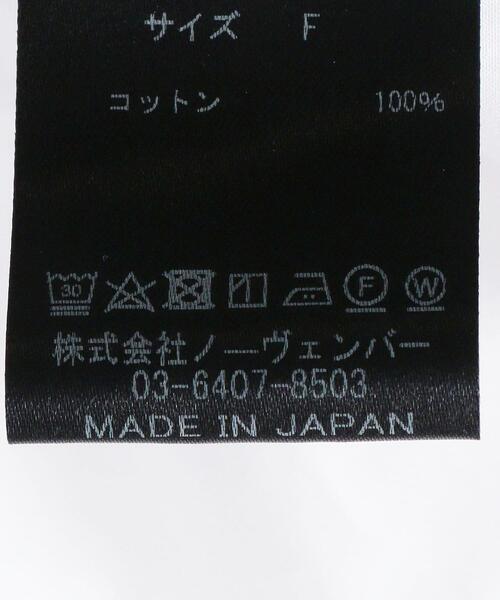 サイズ F
コットン 100%
30 F W
株式会社ノーヴェンバー
03-6407-8503
MADE IN JAPAN